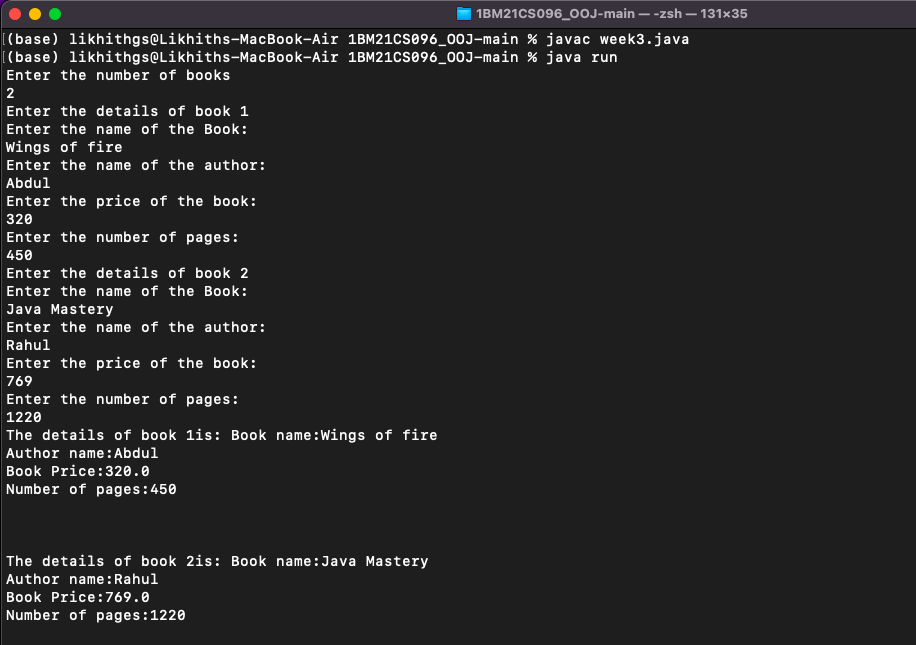 1BM21CS096_OOJ-main — -zsh — 131×35
[(base) likhithgs@Likhiths-MacBook-Air 1BM21CS096_OOJ-main % javac week3.java
[(base) likhithgs@Likhiths-MacBook-Air 1BM21CS096_OOJ-main % java run
Enter the number of books
2
Enter the details of book 1
Enter the name of the Book:
Wings of fire
Enter the name of the author:
Abdul
Enter the price of the book:
320
Enter the number of pages:
450
Enter the details of book 2
Enter the name of the Book:
Java Mastery
Enter the name of the author:
Rahul
Enter the price of the book:
769
Enter the number of pages:
1220
The details of book 1is: Book name:Wings of fire
Author name:Abdul
Book Price:320.0
Number of pages:450
The details of book 2is: Book name:Java Mastery
Author name:Rahul
Book Price:769.0
Number of pages:1220